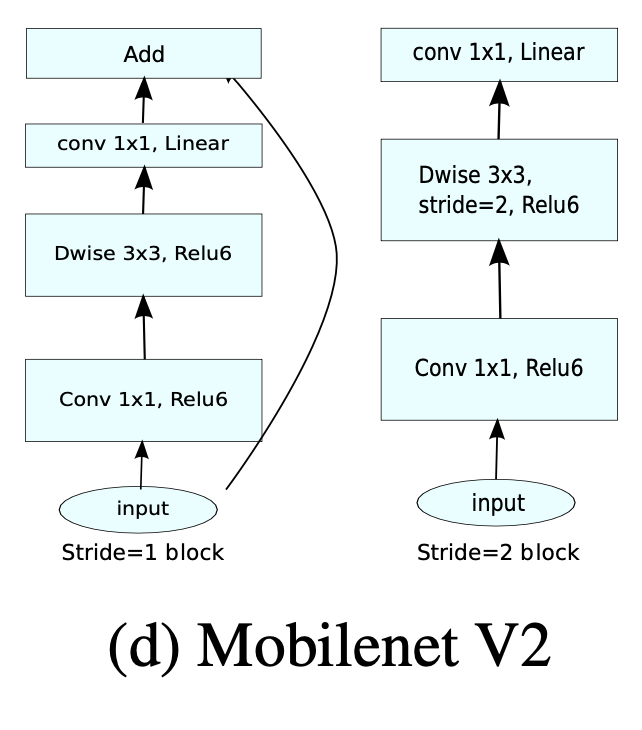 Add
conv 1x1, Linear
Dwise 3x3, Relu6
Conv 1x1, Relu6
input
Stride=1 block
conv 1x1, Linear
Dwise 3x3,
stride=2, Relu6
Conv 1x1, Relu6
input
Stride=2 block
(d) Mobilenet V2